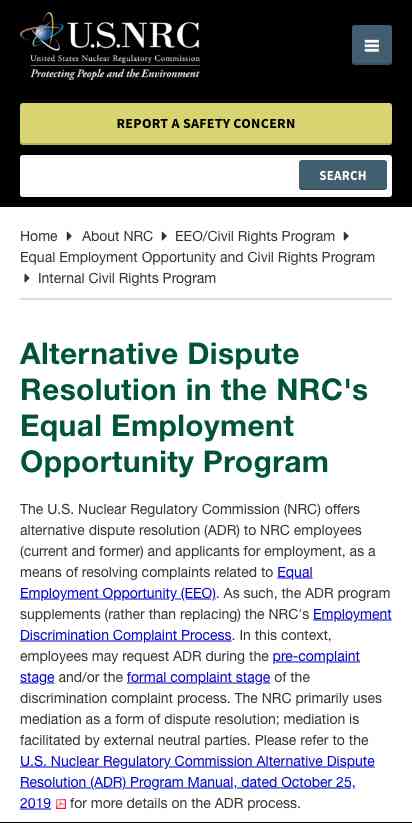 U.S.NRC
United States Nuclear Regulatory Commission
Protecting People and the Environment
REPORT A SAFETY CONCERN
SEARCH
Home About NRC EEO/Civil Rights Program
Equal Employment Opportunity and Civil Rights Program
Internal Civil Rights Program
Alternative Dispute
Resolution in the NRC's
Equal Employment
Opportunity Program
The U.S. Nuclear Regulatory Commission (NRC) offers
alternative dispute resolution (ADR) to NRC employees
(current and former) and applicants for employment, as a
means of resolving complaints related to Equal
Employment Opportunity (EEO). As such, the ADR program
supplements (rather than replacing) the NRC's Employment
Discrimination Complaint Process. In this context,
employees may request ADR during the pre-complaint
stage and/or the formal complaint stage of the
discrimination complaint process. The NRC primarily uses
mediation as a form of dispute resolution; mediation is
facilitated by external neutral parties. Please refer to the
U.S. Nuclear Regulatory Commission Alternative Dispute
Resolution (ADR) Program Manual, dated October 25,
2019 for more details on the ADR process.